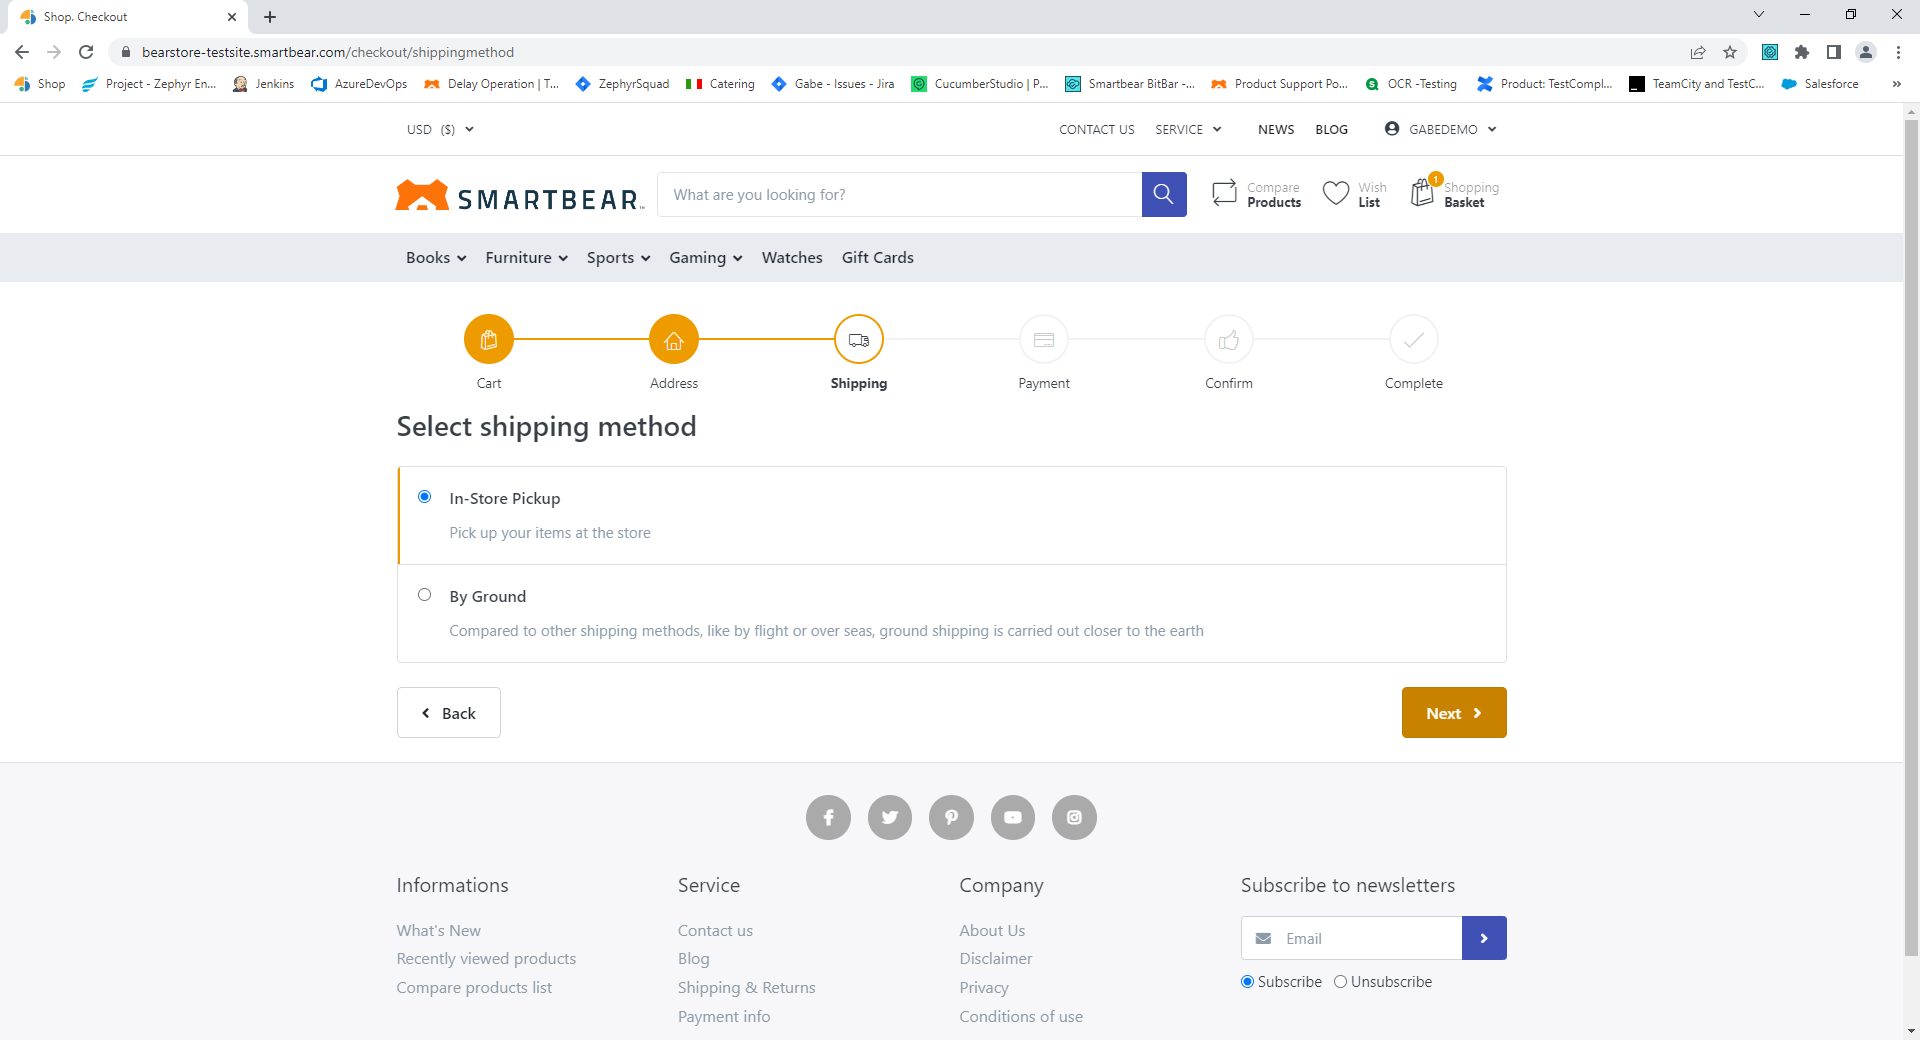 Shop. Checkout
bearstore-testsite.smartbear.com/checkout/shippingmethod
Shop Project - Zephyr En... Jenkins AzureDevOps Delay Operation | T... ZephyrSquad Catering Gabe - Issues - Jira CucumberStudio | P... Smartbear BitBar -... Product Support Po... OCR -Testing Product: TestCompl... TeamCity and TestC... Salesforce »
USD ($) CONTACT US SERVICE NEWS BLOG GABEDEMO
SMARTBEAR™ What are you looking for? Compare Products Wish List 1 Shopping Basket
Books Furniture Sports Gaming Watches Gift Cards
Cart Address Shipping Payment Confirm Complete
Select shipping method
In-Store Pickup
Pick up your items at the store
By Ground
Compared to other shipping methods, like by flight or over seas, ground shipping is carried out closer to the earth
Back Next
Informations Service Company Subscribe to newsletters
What's New Contact us About Us Email
Recently viewed products Blog Disclaimer
Compare products list Shipping & Returns Privacy Subscribe Unsubscribe
Payment info Conditions of use